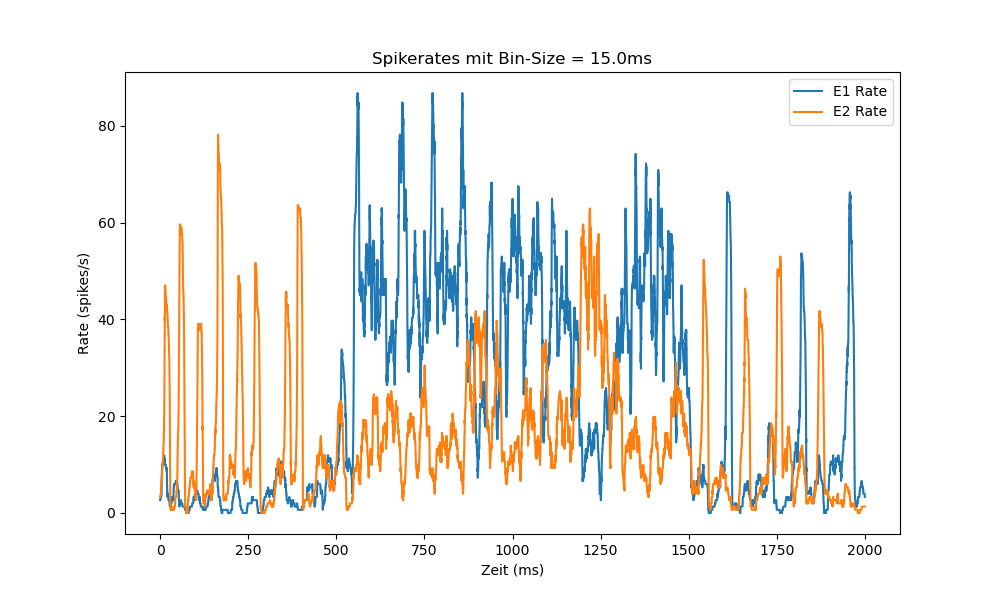 Spikerates mit Bin-Size = 15.0ms
E1 Rate
E2 Rate
Rate (spikes/s)
80
60
40
20
0
0 250 500 750 1000 1250 1500 1750 2000
Zeit (ms)